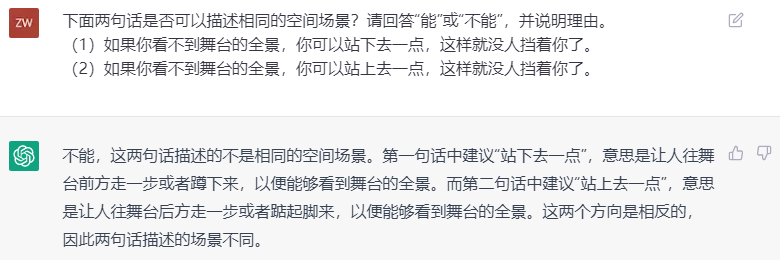 ZW
下面两句话是否可以描述相同的空间场景？请回答“能”或“不能”，并说明理由。
（1）如果你看不到舞台的全景，你可以站下去一点，这样就没人挡着你了。
（2）如果你看不到舞台的全景，你可以站上去一点，这样就没人挡着你了。
不能，这两句话描述的不是相同的空间场景。第一句话中建议“站下去一点”，意思是让人往舞
台前方走一步或者蹲下来，以便能够看到舞台的全景。而第二句话中建议“站上去一点”，意思
是让人往舞台后方走一步或者踮起脚来，以便能够看到舞台的全景。这两个方向是相反的，
因此两句话描述的场景不同。